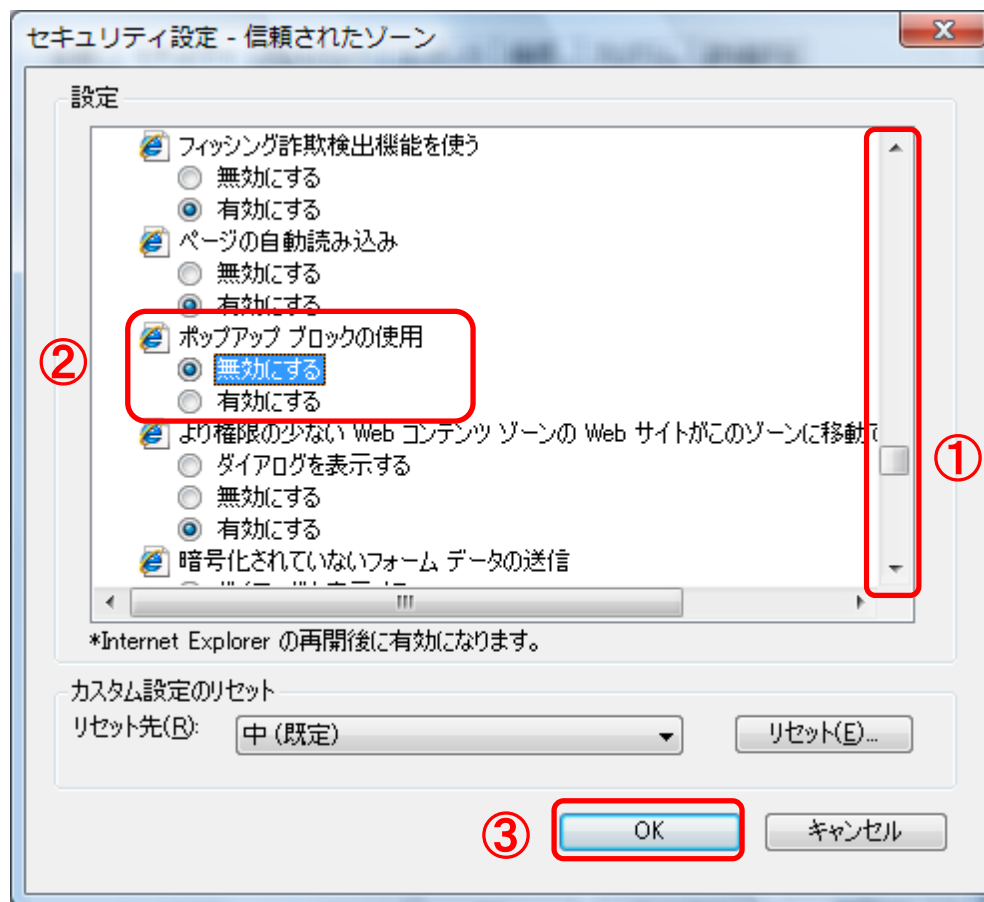 セキュリティ設定 - 信頼されたゾーン
設定
フィッシング詐欺検出機能を使う
無効にする
有効にする
ページの自動読み込み
無効にする
有効にする
ポップアップ ブロックの使用
②
無効にする
有効にする
より権限の少ない Web コンテンツ ゾーンの Web サイトがこのゾーンに移動
①
ダイアログを表示する
無効にする
有効にする
暗号化されていないフォーム データの送信
*Internet Explorer の再開後に有効になります。
カスタム設定のリセット
リセット先(R): 中 (既定) リセット(E)...
③ OK キャンセル